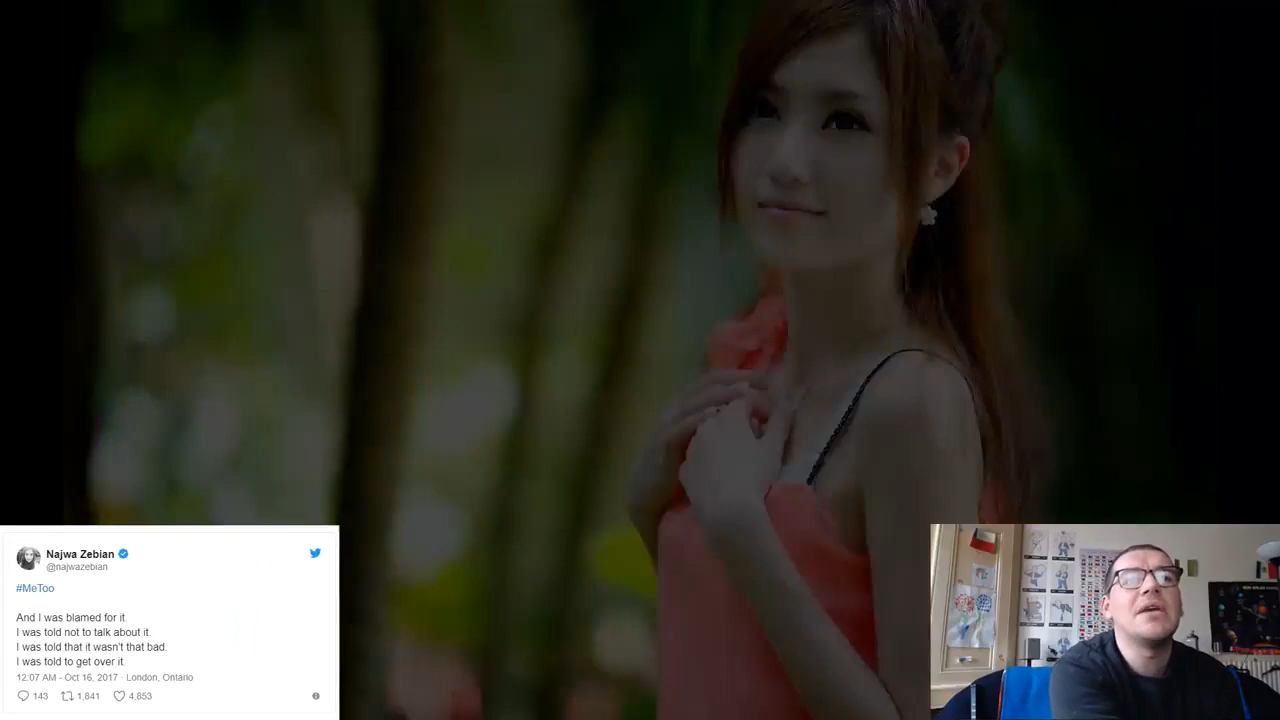 Najwa Zebian
@najwazebian
#MeToo
And I was blamed for it.
I was told not to talk about it.
I was told that it wasn't that bad.
I was told to get over it.
12:07 AM - Oct 16, 2017 · London, Ontario
143 1,841 4,853